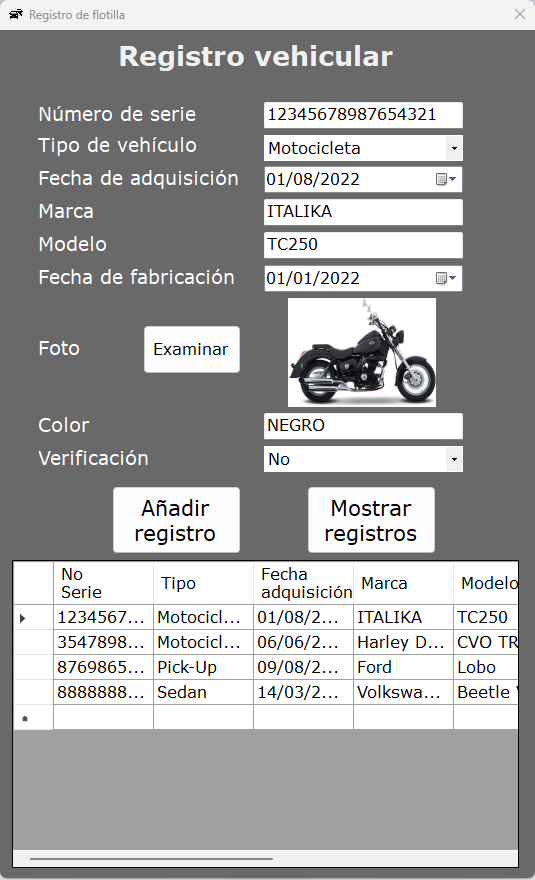 Registro de flotilla
Registro vehicular
Número de serie 12345678987654321
Tipo de vehículo Motocicleta
Fecha de adquisición 01/08/2022
Marca ITALIKA
Modelo TC250
Fecha de fabricación 01/01/2022
Foto Examinar
Color NEGRO
Verificación No
Añadir registro Mostrar registros
No Serie Tipo Fecha adquisición Marca Modelo
1234567... Motocicl... 01/08/2... ITALIKA TC250
3547898... Motocicl... 06/06/2... Harley D... CVO TR
8769865... Pick-Up 09/08/2... Ford Lobo
8888888... Sedan 14/03/2... Volkswa... Beetle